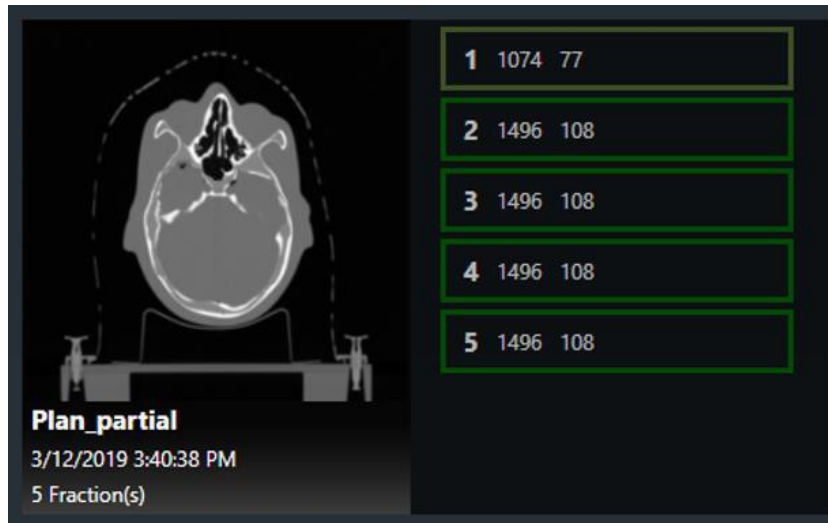 1 1074 77
2 1496 108
3 1496 108
4 1496 108
5 1496 108
Plan_partial
3/12/2019 3:40:38 PM
5 Fraction(s)